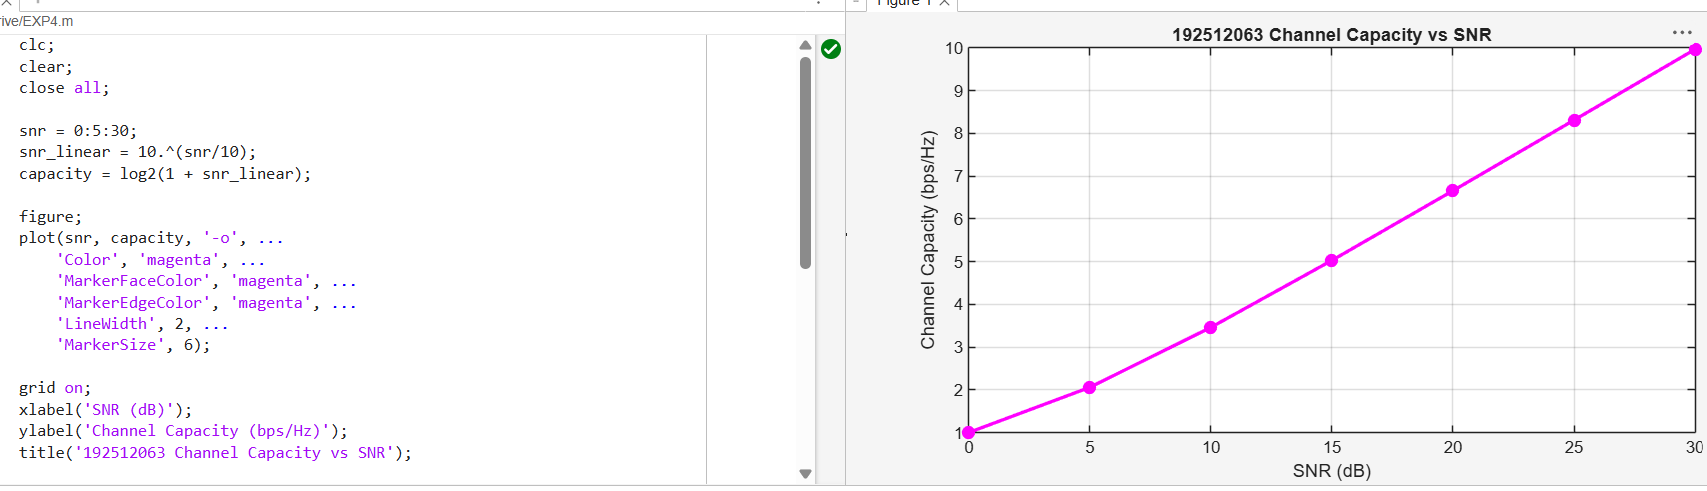 rive/EXP4.m
clc;
clear;
close all;
snr = 0:5:30;
snr_linear = 10.^(snr/10);
capacity = log2(1 + snr_linear);
figure;
plot(snr, capacity, '-o', ...
'Color', 'magenta', ...
'MarkerFaceColor', 'magenta', ...
'MarkerEdgeColor', 'magenta', ...
'LineWidth', 2, ...
'MarkerSize', 6);
grid on;
xlabel('SNR (dB)');
ylabel('Channel Capacity (bps/Hz)');
title('192512063 Channel Capacity vs SNR');
Figure 1
192512063 Channel Capacity vs SNR
Channel Capacity (bps/Hz)
10
9
8
7
6
5
4
3
2
1
0 5 10 15 20 25 30
SNR (dB)